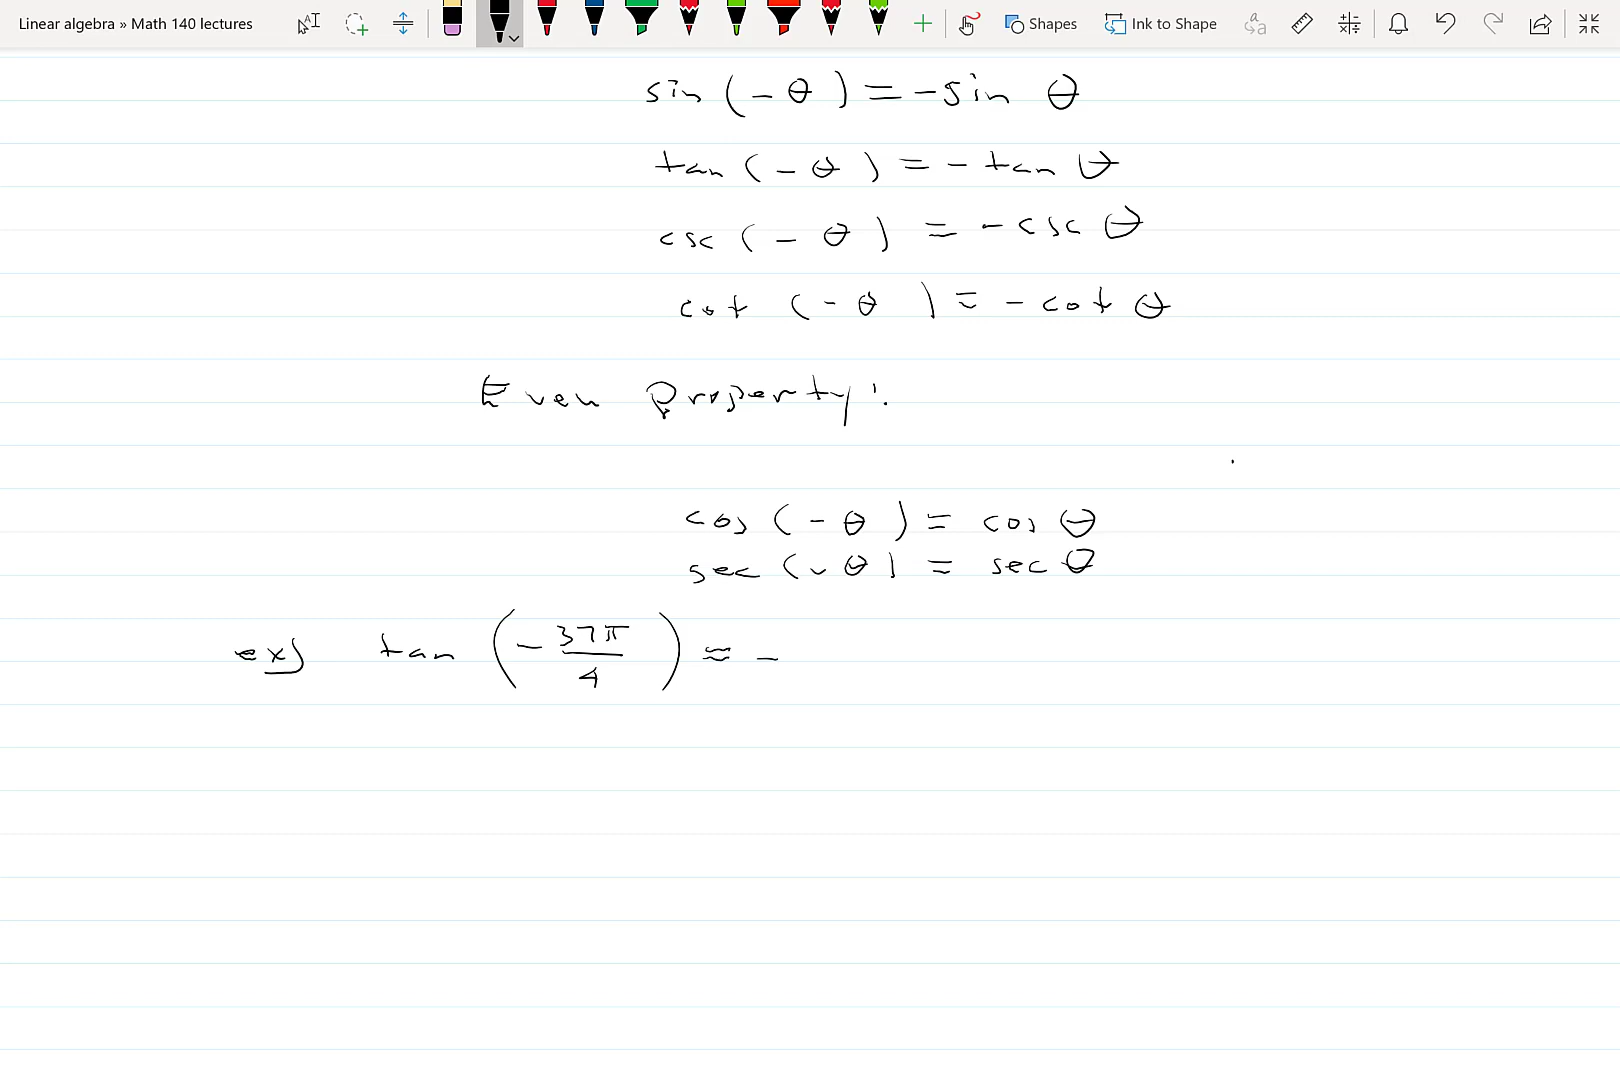 Linear algebra » Math 140 lectures
Shapes
Ink to Shape
sin (-θ) = -sin θ
tan (-θ) = - tan θ
csc (-θ) = - csc θ
cot (-θ) = - cot θ
Even Property:
cos (-θ) = cos θ
sec (-θ) = sec θ
ex) tan (-37π/4) = -